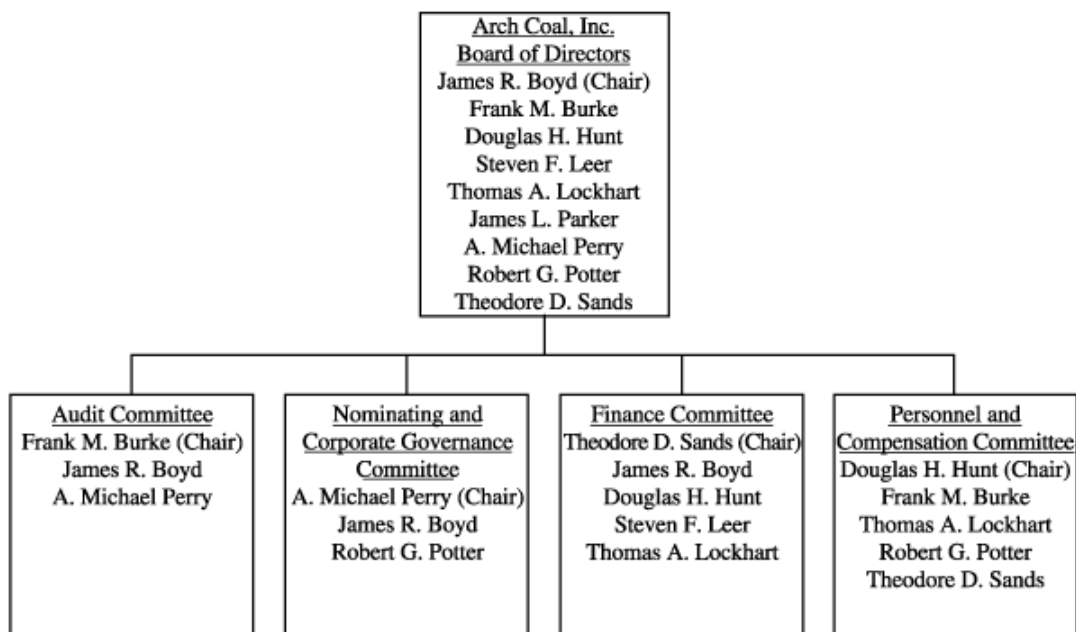 Arch Coal, Inc.
Board of Directors
James R. Boyd (Chair)
Frank M. Burke
Douglas H. Hunt
Steven F. Leer
Thomas A. Lockhart
James L. Parker
A. Michael Perry
Robert G. Potter
Theodore D. Sands
Audit Committee
Frank M. Burke (Chair)
James R. Boyd
A. Michael Perry
Nominating and
Corporate Governance
Committee
A. Michael Perry (Chair)
James R. Boyd
Robert G. Potter
Finance Committee
Theodore D. Sands (Chair)
James R. Boyd
Douglas H. Hunt
Steven F. Leer
Thomas A. Lockhart
Personnel and
Compensation Committee
Douglas H. Hunt (Chair)
Frank M. Burke
Thomas A. Lockhart
Robert G. Potter
Theodore D. Sands